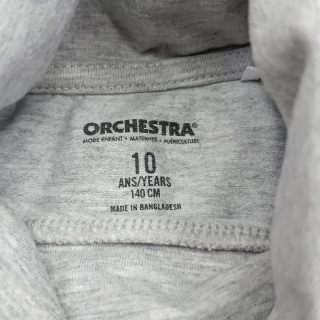 ORCHESTRA®
MODE ENFANT • MATERNITÉ • PUÉRICULTURE
10
ANS/YEARS
140 CM
MADE IN BANGLADESH